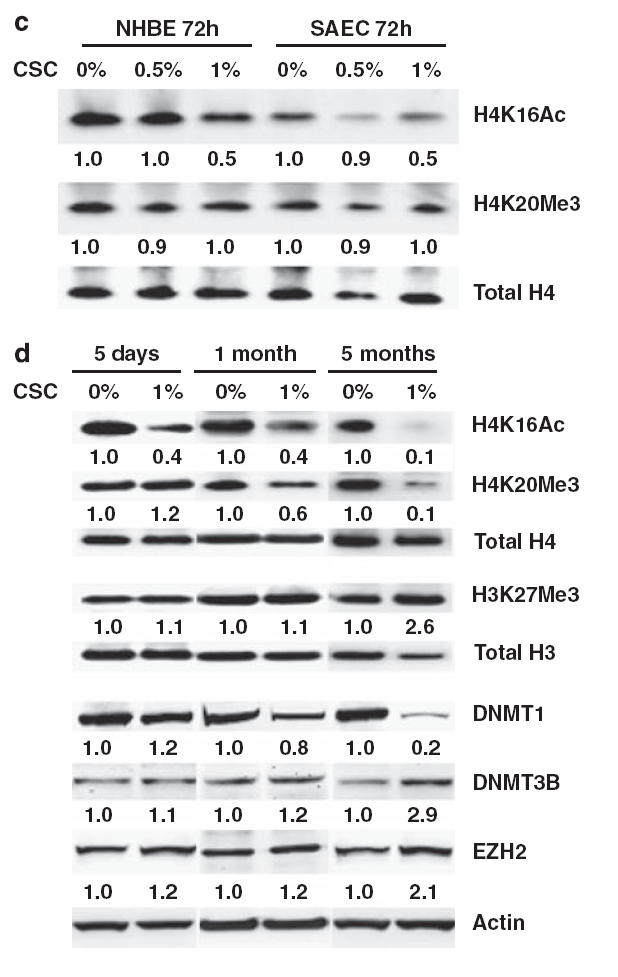 c
NHBE 72h SAEC 72h
CSC 0% 0.5% 1% 0% 0.5% 1%
H4K16Ac
1.0 1.0 0.5 1.0 0.9 0.5
H4K20Me3
1.0 0.9 1.0 1.0 0.9 1.0
Total H4
d
5 days 1 month 5 months
CSC 0% 1% 0% 1% 0% 1%
H4K16Ac
1.0 0.4 1.0 0.4 1.0 0.1
H4K20Me3
1.0 1.2 1.0 0.6 1.0 0.1
Total H4
H3K27Me3
1.0 1.1 1.0 1.1 1.0 2.6
Total H3
DNMT1
1.0 1.2 1.0 0.8 1.0 0.2
DNMT3B
1.0 1.1 1.0 1.2 1.0 2.9
EZH2
1.0 1.2 1.0 1.2 1.0 2.1
Actin